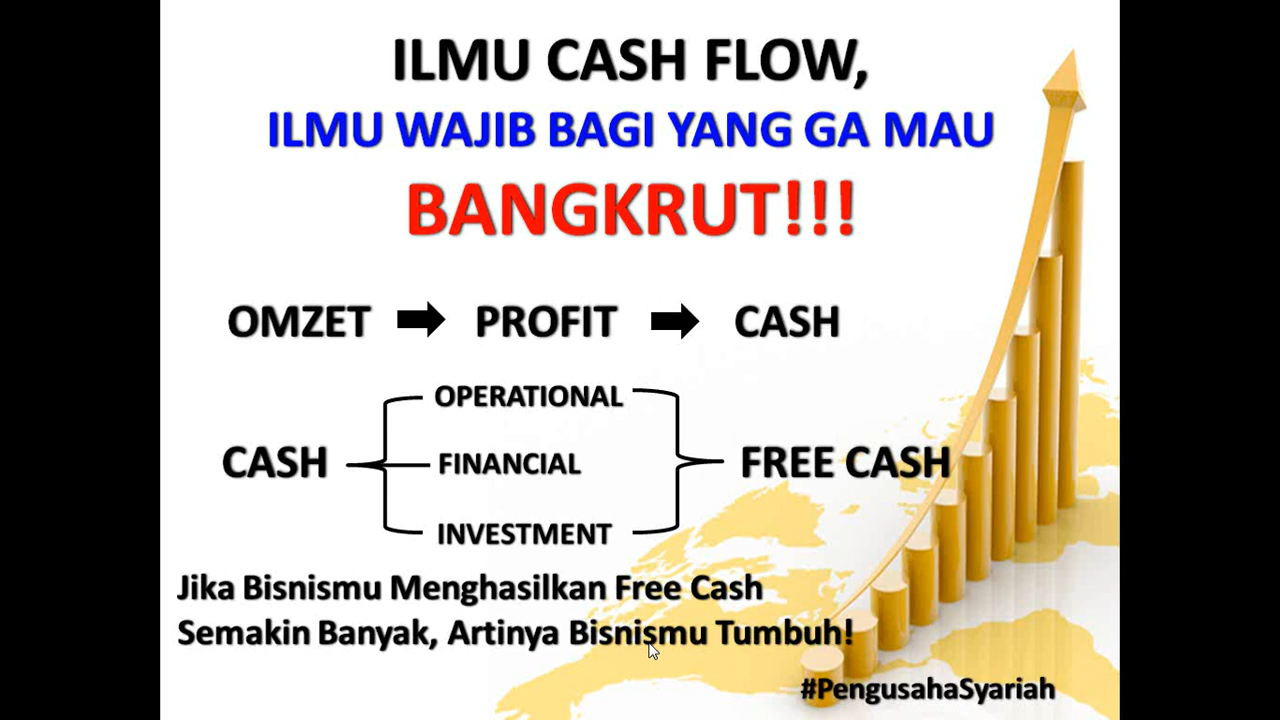 ILMU CASH FLOW,
ILMU WAJIB BAGI YANG GA MAU
BANGKRUT!!!
OMZET PROFIT CASH
OPERATIONAL
CASH FINANCIAL FREE CASH
INVESTMENT
Jika Bisnismu Menghasilkan Free Cash
Semakin Banyak, Artinya Bisnismu Tumbuh!
#PengusahaSyariah